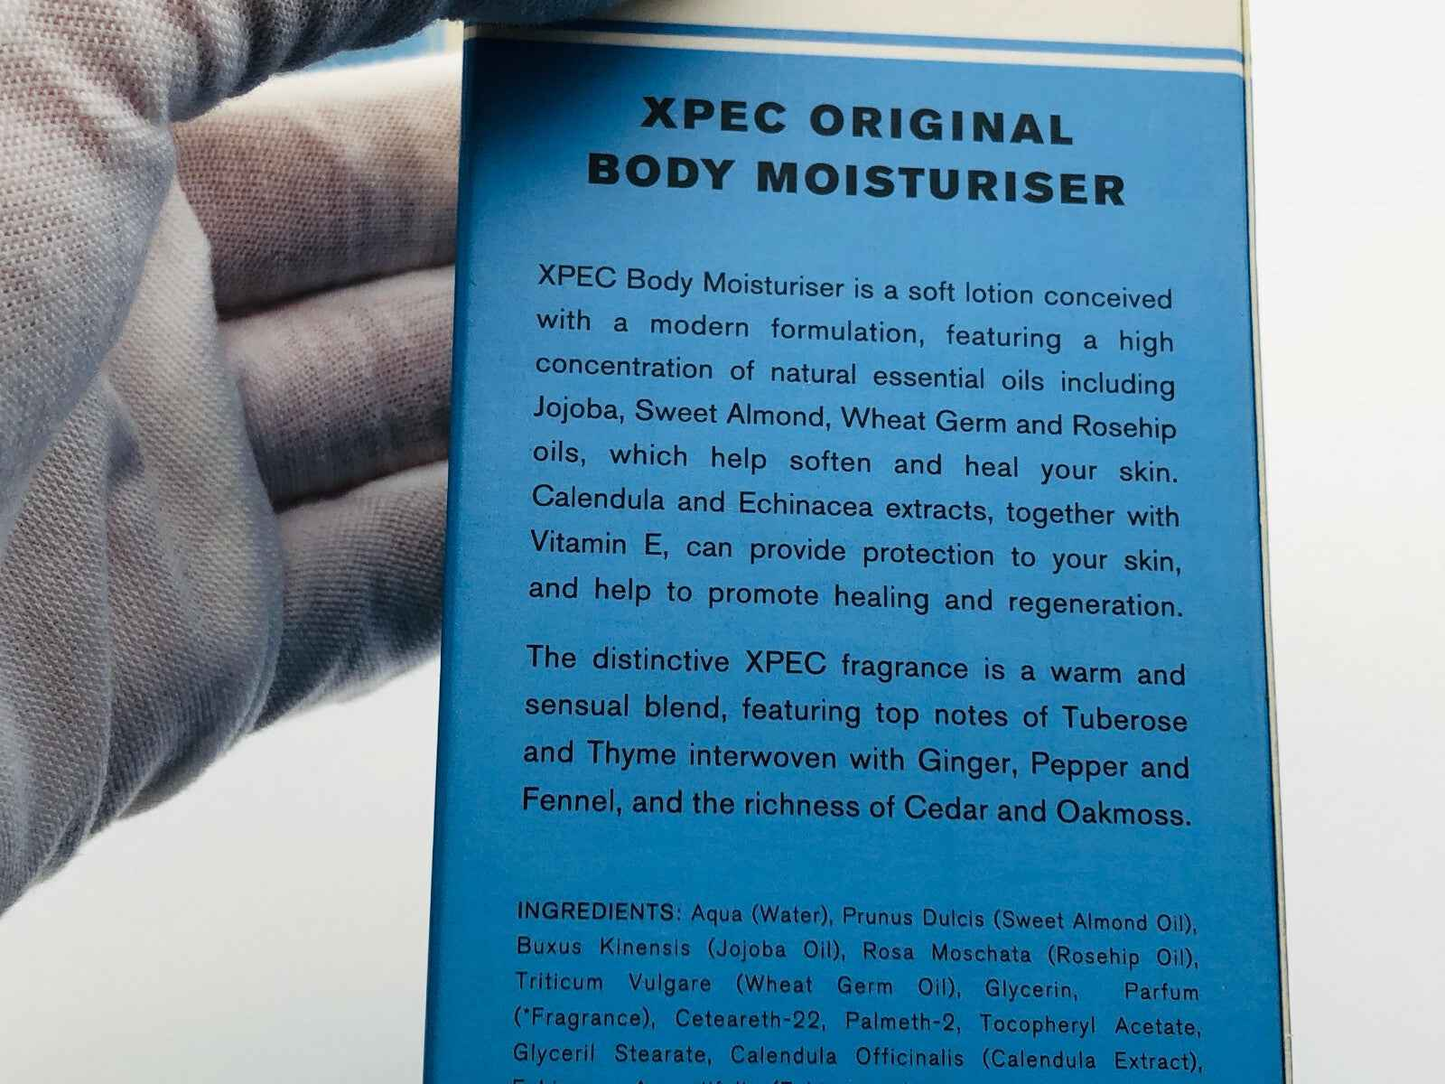 XPEC ORIGINAL
BODY MOISTURISER
XPEC Body Moisturiser is a soft lotion conceived
with a modern formulation, featuring a high
concentration of natural essential oils including
Jojoba, Sweet Almond, Wheat Germ and Rosehip
oils, which help soften and heal your skin.
Calendula and Echinacea extracts, together with
Vitamin E, can provide protection to your skin,
and help to promote healing and regeneration.
The distinctive XPEC fragrance is a warm and
sensual blend, featuring top notes of Tuberose
and Thyme interwoven with Ginger, Pepper and
Fennel, and the richness of Cedar and Oakmoss.
INGREDIENTS: Aqua (Water), Prunus Dulcis (Sweet Almond Oil),
Buxus Kinensis (Jojoba Oil), Rosa Moschata (Rosehip Oil),
Triticum Vulgare (Wheat Germ Oil), Glycerin, Parfum
(*Fragrance), Ceteareth-22, Palmeth-2, Tocopheryl Acetate,
Glyceril Stearate, Calendula Officinalis (Calendula Extract),